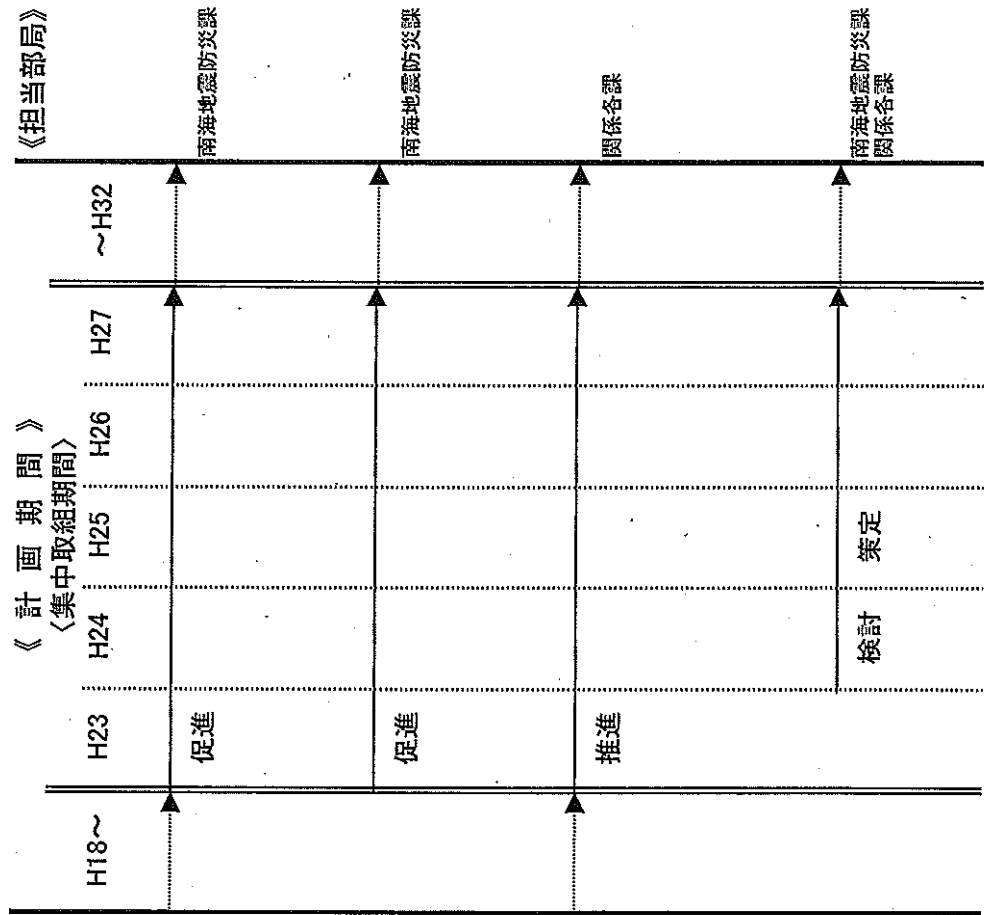 《 計 画 期 間 》
〈集中取組期間〉
《担当部局》
H18～
H23
H24
H25
H26
H27
～H32
促進
南海地震防災課
促進
南海地震防災課
推進
関係各課
検討
策定
南海地震防災課
関係各課